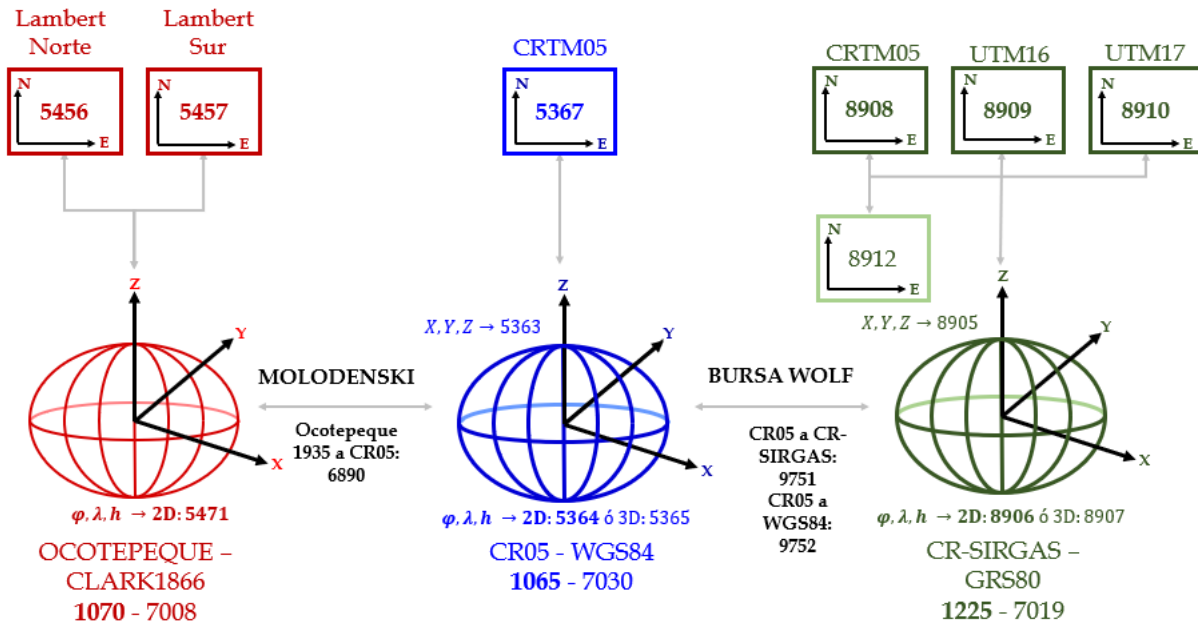 Lambert
Norte
Lambert
Sur
CRTM05
CRTM05
UTM16
UTM17
N
5456
E
N
5457
E
N
5367
E
N
8908
E
N
8909
E
N
8910
E
N
8912
E
Z
Y
X
Z
Y
X
Z
Y
X
X, Y, Z → 5363
X, Y, Z → 8905
MOLODENSKI
Ocotepeque
1935 a CR05:
6890
BURSA WOLF
CR05 a CR-
SIRGAS:
9751
CR05 a
WGS84:
9752
φ, λ, h → 2D: 5471
OCOTEPEQUE –
CLARK1866
1070 - 7008
φ, λ, h → 2D: 5364 ó 3D: 5365
CR05 - WGS84
1065 - 7030
φ, λ, h → 2D: 8906 ó 3D: 8907
CR-SIRGAS –
GRS80
1225 - 7019